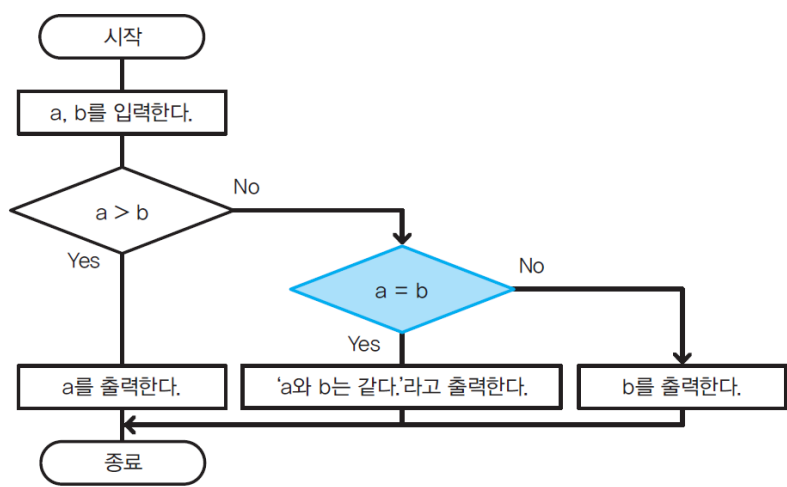 시작
a, b를 입력한다.
a > b
No
Yes
a = b
No
Yes
a를 출력한다.
‘a와 b는 같다.’라고 출력한다.
b를 출력한다.
종료